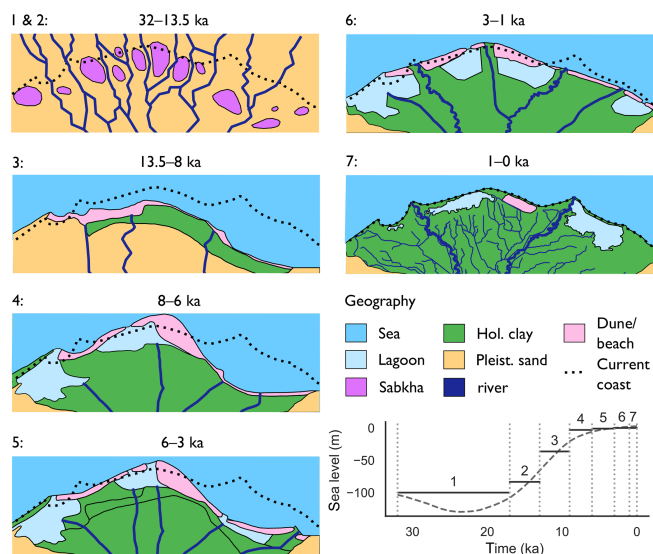 1 & 2: 32–13.5 ka
3: 13.5–8 ka
4: 8–6 ka
5: 6–3 ka
6: 3–1 ka
7: 1–0 ka
Geography
Sea
Lagoon
Sabkha
Hol. clay
Pleist. sand
river
Dune/
beach
Current
coast
Sea level (m)
0
−50
−100
1
2
3
4
5
6
7
30
20
10
0
Time (ka)